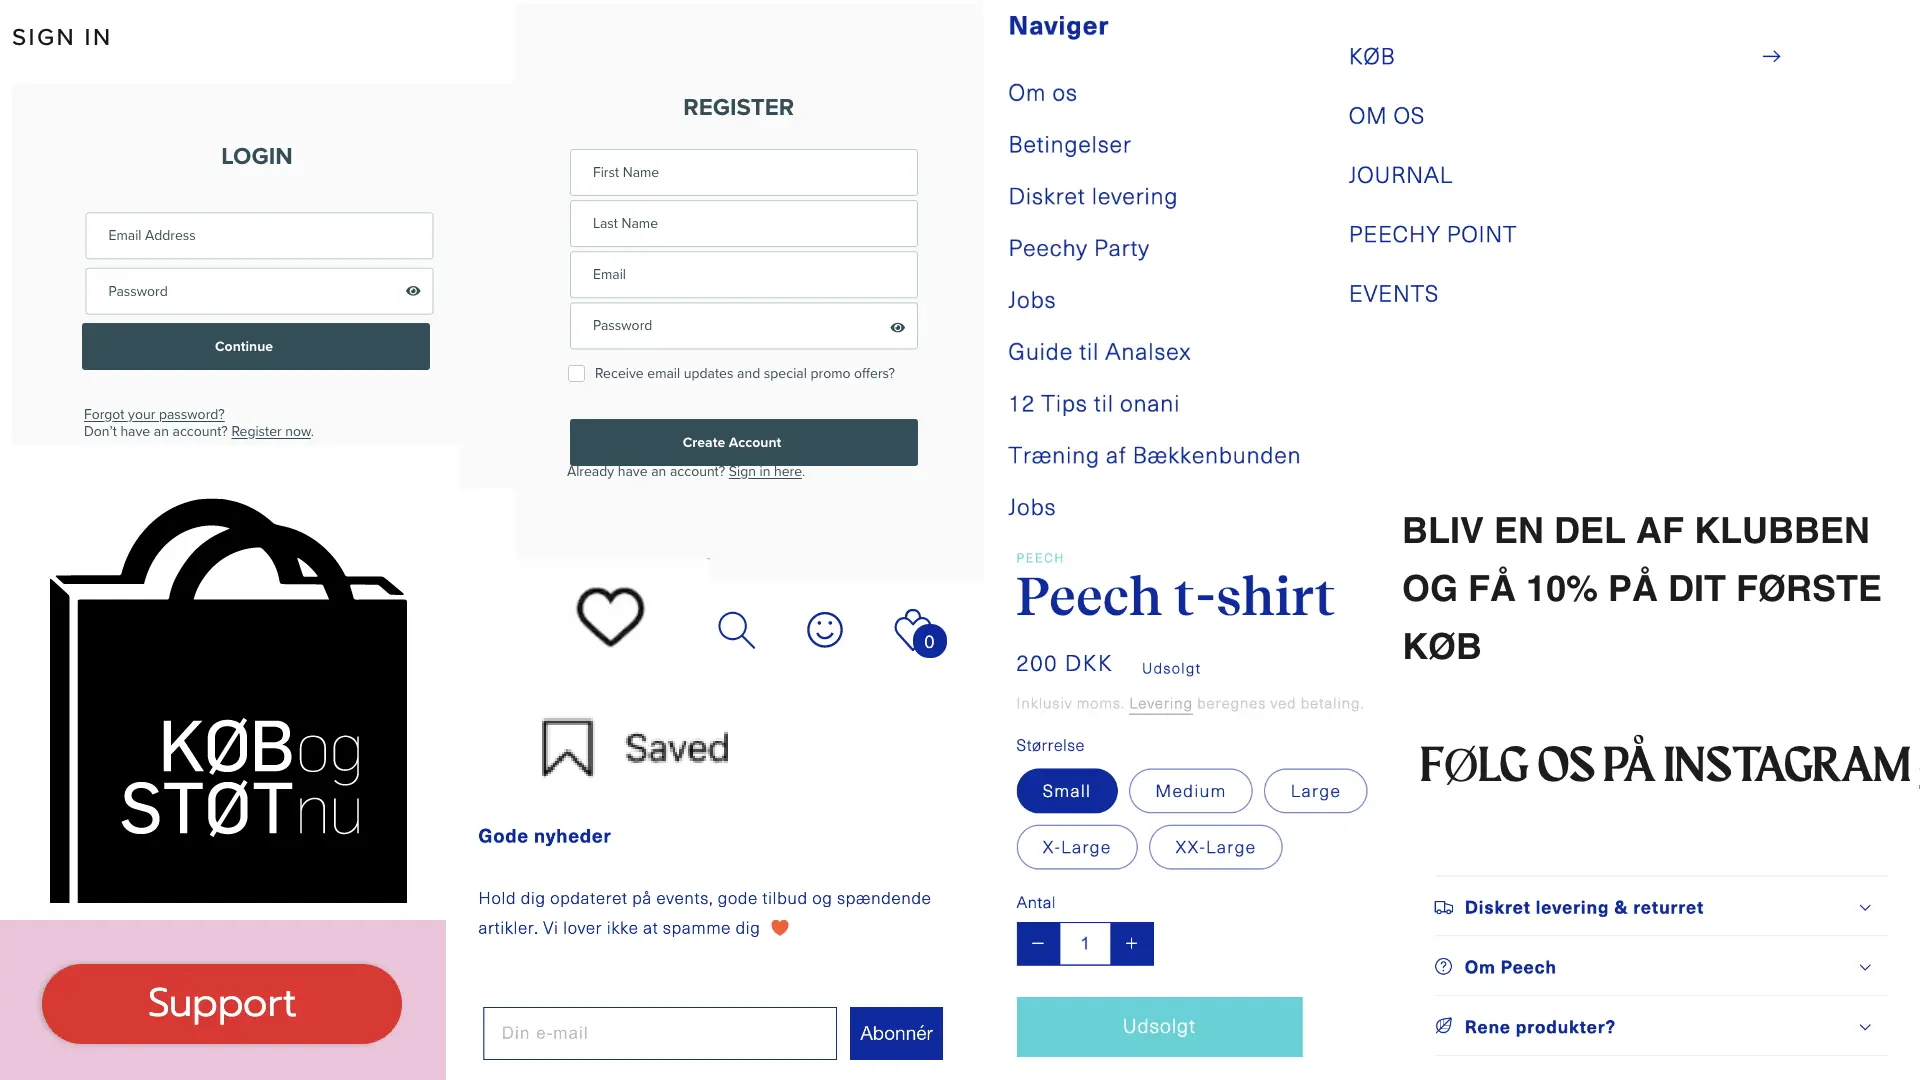 SIGN IN
LOGIN
Email Address
Password
Continue
Forgot your password?
Don't have an account? Register now.
REGISTER
First Name
Last Name
Email
Password
Receive email updates and special promo offers?
Create Account
Already have an account? Sign in here.
KØBog
STØTnu
Support
0
Saved
Gode nyheder
Hold dig opdateret på events, gode tilbud og spændende
artikler. Vi lover ikke at spamme dig
Din e-mail
Abonnér
Naviger
Om os
Betingelser
Diskret levering
Peechy Party
Jobs
Guide til Analsex
12 Tips til onani
Træning af Bækkenbunden
Jobs
KØB
OM OS
JOURNAL
PEECHY POINT
EVENTS
PEECH
Peech t-shirt
200 DKK
Udsolgt
Inklusiv moms. Levering beregnes ved betaling.
Størrelse
Small
Medium
Large
X-Large
XX-Large
Antal
− 1 +
Udsolgt
BLIV EN DEL AF KLUBBEN
OG FÅ 10% PÅ DIT FØRSTE
KØB
FØLG OS PÅ INSTAGRAM
Diskret levering & returret
Om Peech
Rene produkter?